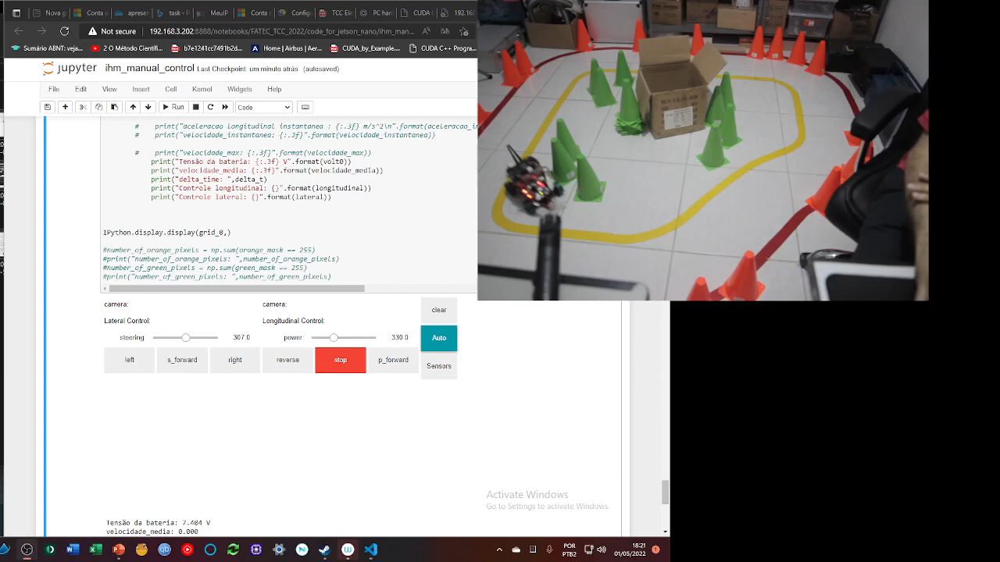 Nova g
Conta d
apresen
task - P
MeuIP
Conta d
Config
TCC Ele
PC hard
CUDA C
192.168
Not secure
192.168.3.202:8888/notebooks/FATEC_TCC_2022/code_for_jetson_nano/ihm_man...
Sumário ABNT: veja...
2.O Método Científi...
Home | Airbus | Aer...
CUDA_by_Example...
CUDA C++ Progra
jupyter ihm_manual_control Last Checkpoint: um minuto atrás (autosaved)
File Edit View Insert Cell Kernel Widgets Help
Run Code
# print("aceleracao longitudinal instantanea : {:.3f} m/s^2\n".format(aceleracao_in
# print("velocidade_instantanea: {:.3f}".format(velocidade_instantanea))
# print("velocidade_max: {:.3f}".format(velocidade_max))
print("Tensão da bateria: {:.3f} V".format(volt0))
print("velocidade_media: {:.3f}".format(velocidade_media))
print("delta_time: ",delta_t)
print("Controle longitudinal: {}".format(longitudinal))
print("Controle lateral: {}".format(lateral))
IPython.display.display(grid_0,)
#number_of_orange_pixels = np.sum(orange_mask == 255)
#print("number_of_orange_pixels: ",number_of_orange_pixels)
#number_of_green_pixels = np.sum(green_mask == 255)
#print("number_of_green_pixels: ",number_of_green_pixels)
camera: camera: clear
Lateral Control: Longitudinal Control:
steering: 307.0 power: 330.0 Auto
left s_forward right reverse stop p_forward Sensors
Activate Windows
Go to Settings to activate Windows.
Tensão da bateria: 7.404 V
velocidade_media: 0.000
POR
PTB2
18:21
01/05/2022